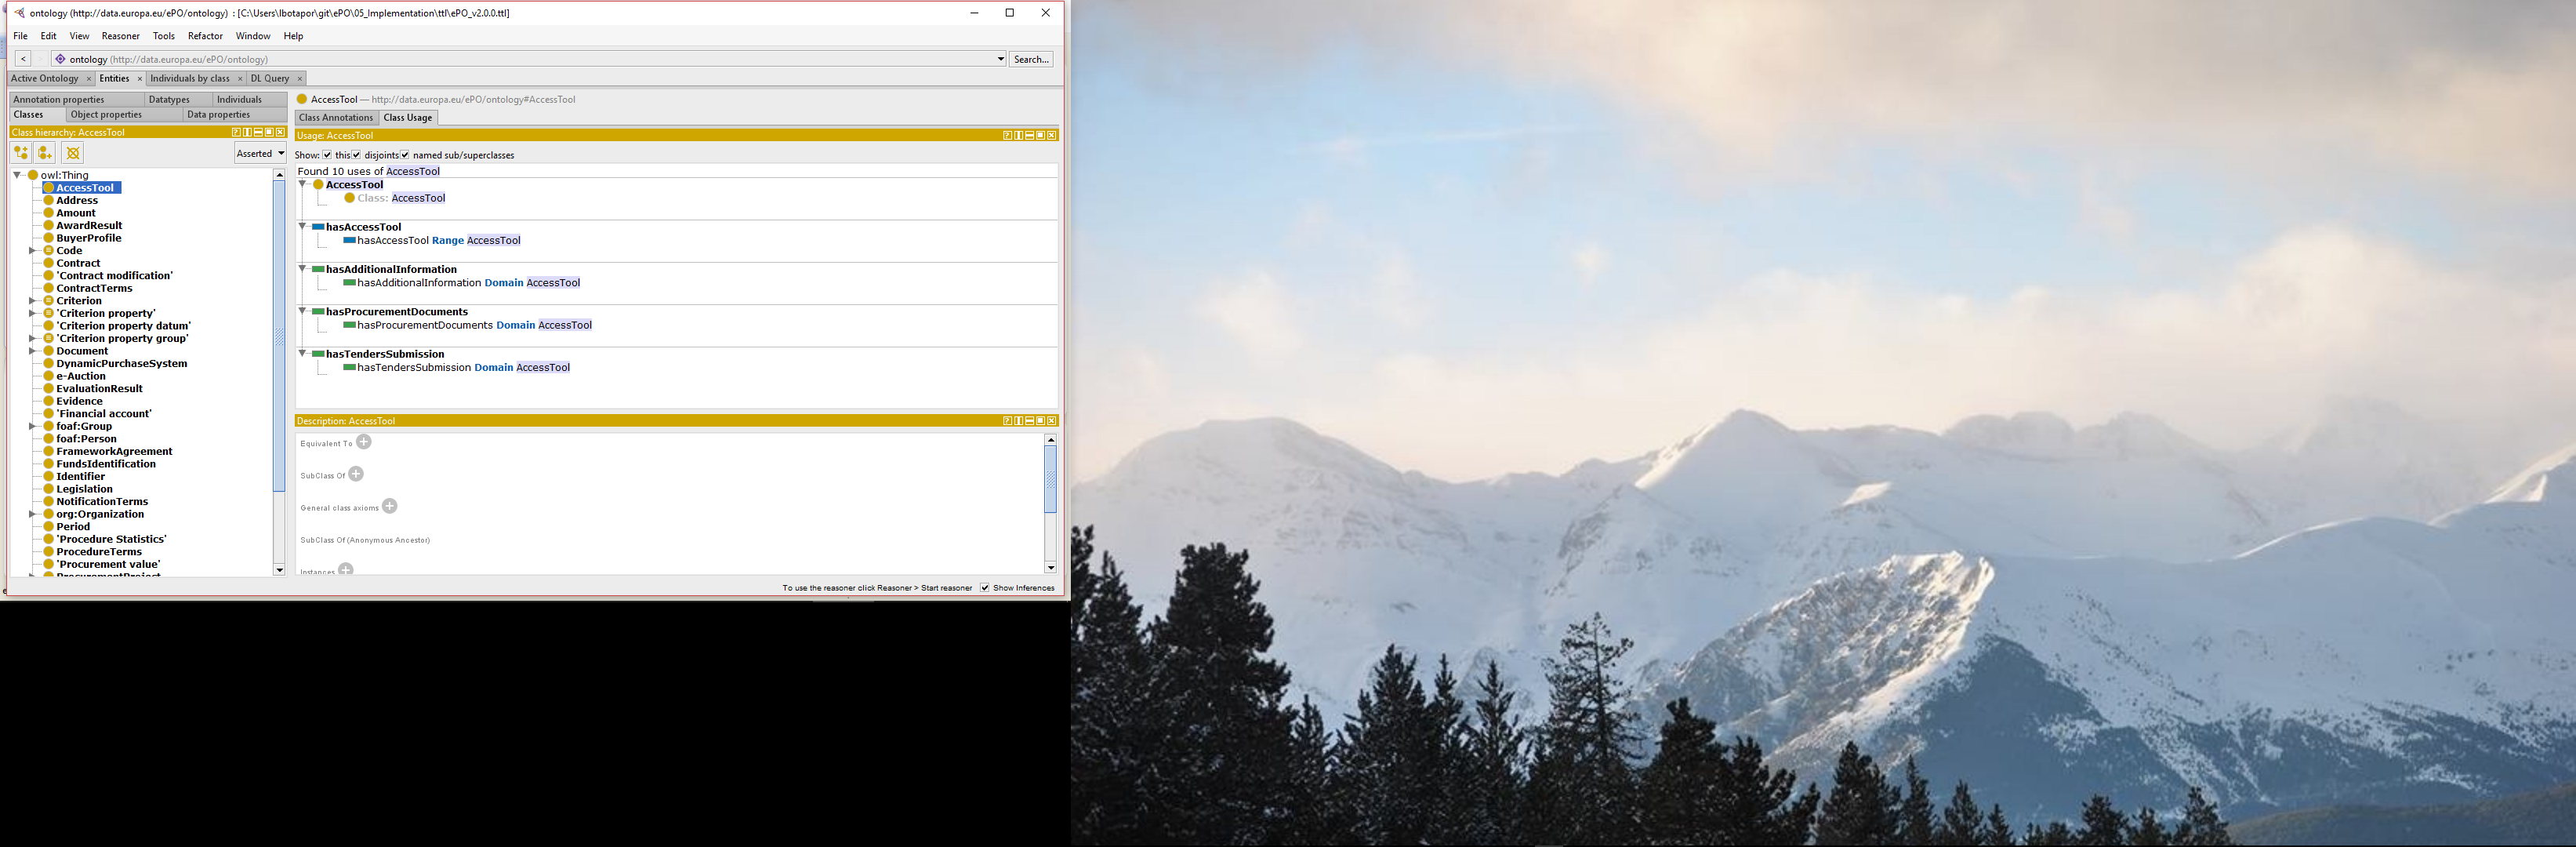 ontology (http://data.europa.eu/ePO/ontology) : [C:\Users\lbotapor\git\ePO\05_Implementation\ttl\ePO_v2.0.0.ttl]
File Edit View Reasoner Tools Refactor Window Help
< ontology (http://data.europa.eu/ePO/ontology) Search...
Active Ontology × Entities × Individuals by class × DL Query ×
Annotation properties Datatypes Individuals
Classes Object properties Data properties
Class hierarchy: AccessTool
Asserted
owl:Thing
AccessTool
Address
Amount
AwardResult
BuyerProfile
Code
Contract
'Contract modification'
ContractTerms
Criterion
'Criterion property'
'Criterion property datum'
'Criterion property group'
Document
DynamicPurchaseSystem
e-Auction
EvaluationResult
Evidence
'Financial account'
foaf:Group
foaf:Person
FrameworkAgreement
FundsIdentification
Identifier
Legislation
NotificationTerms
org:Organization
Period
'Procedure Statistics'
ProcedureTerms
'Procurement value'
ProcurementProject
AccessTool — http://data.europa.eu/ePO/ontology#AccessTool
Class Annotations Class Usage
Usage: AccessTool
Show: this disjoints named sub/superclasses
Found 10 uses of AccessTool
AccessTool
Class: AccessTool
hasAccessTool
hasAccessTool Range AccessTool
hasAdditionalInformation
hasAdditionalInformation Domain AccessTool
hasProcurementDocuments
hasProcurementDocuments Domain AccessTool
hasTendersSubmission
hasTendersSubmission Domain AccessTool
Description: AccessTool
Equivalent To
SubClass Of
General class axioms
SubClass Of (Anonymous Ancestor)
Instances
To use the reasoner click Reasoner > Start reasoner Show Inferences